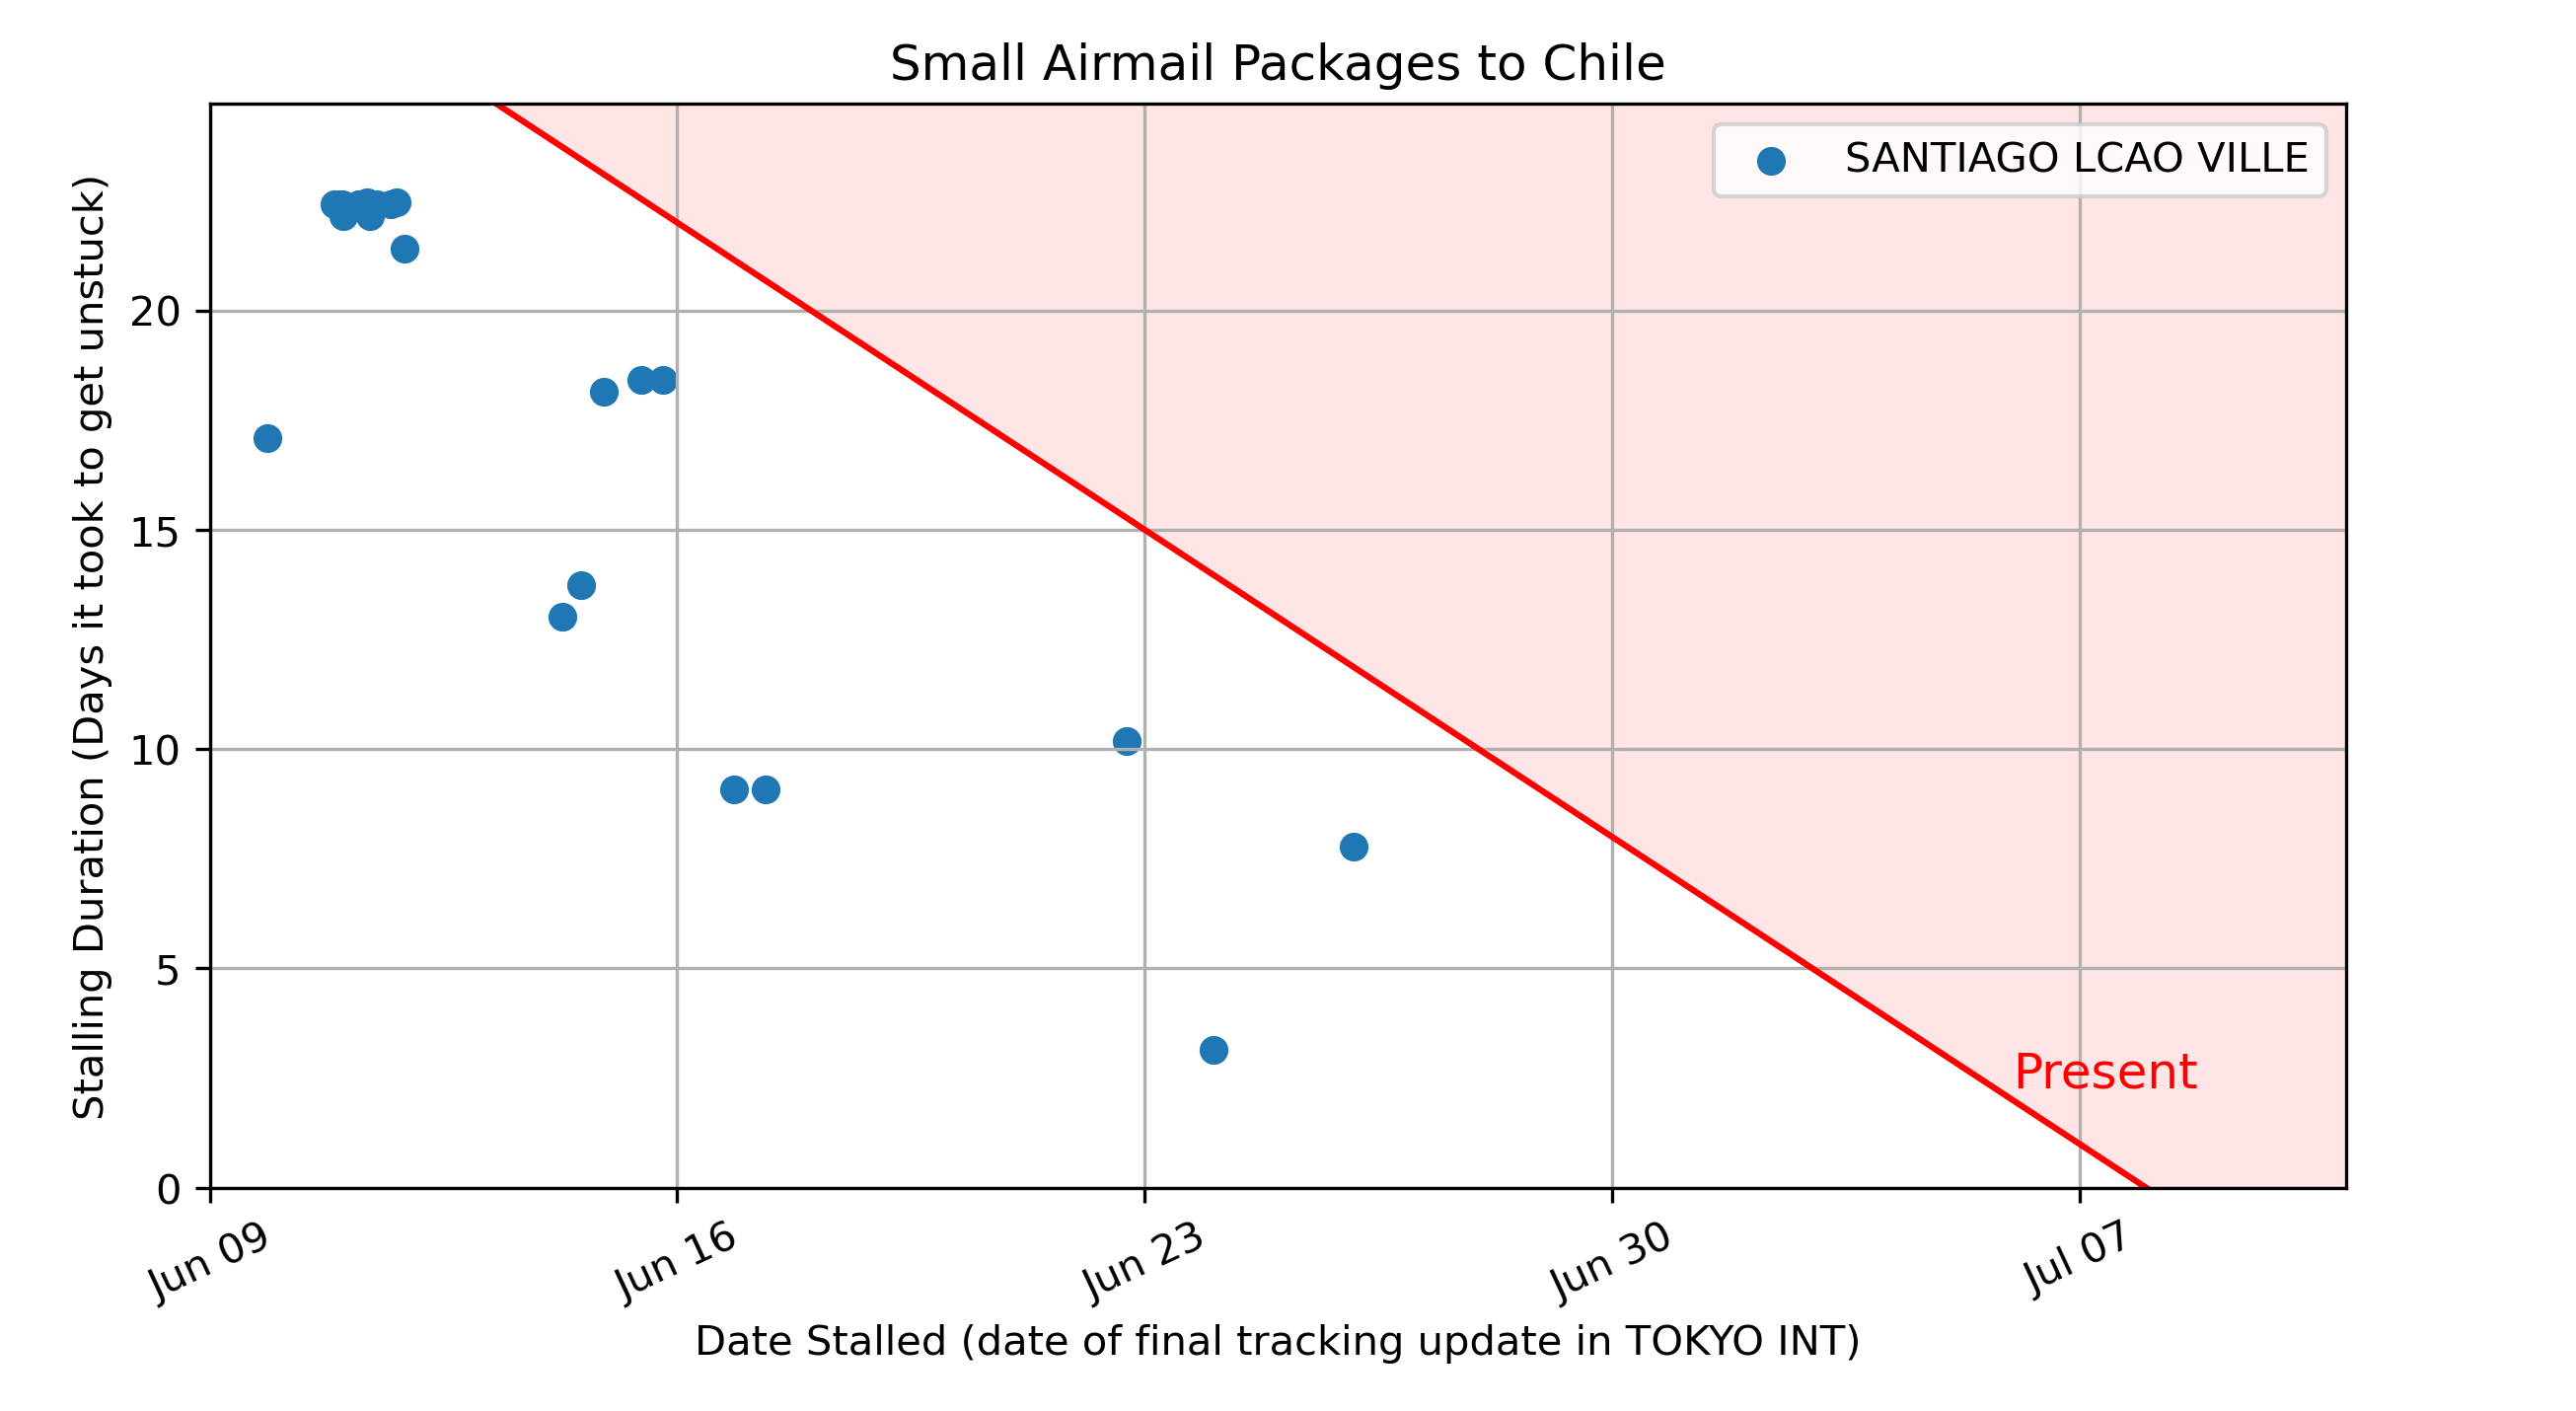 Small Airmail Packages to Chile
SANTIAGO LCAO VILLE
Stalling Duration (Days it took to get unstuck)
20
15
10
5
0
Present
Jun 09
Jun 16
Jun 23
Jun 30
Jul 07
Date Stalled (date of final tracking update in TOKYO INT)